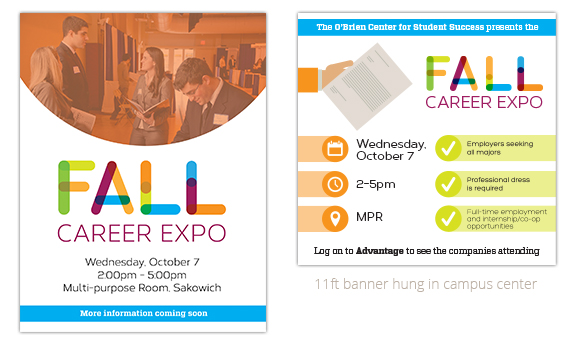 FALL
CAREER EXPO
Wednesday, October 7
2:00pm - 5:00pm
Multi-purpose Room, Sakowich
More information coming soon
The O'Brien Center for Student Success presents the
FALL
CAREER EXPO
Wednesday,
October 7
2-5pm
MPR
Employers seeking
all majors
Professional dress
is required
Full-time employment
and internship/co-op
opportunities
Log on to Advantage to see the companies attending
11ft banner hung in campus center